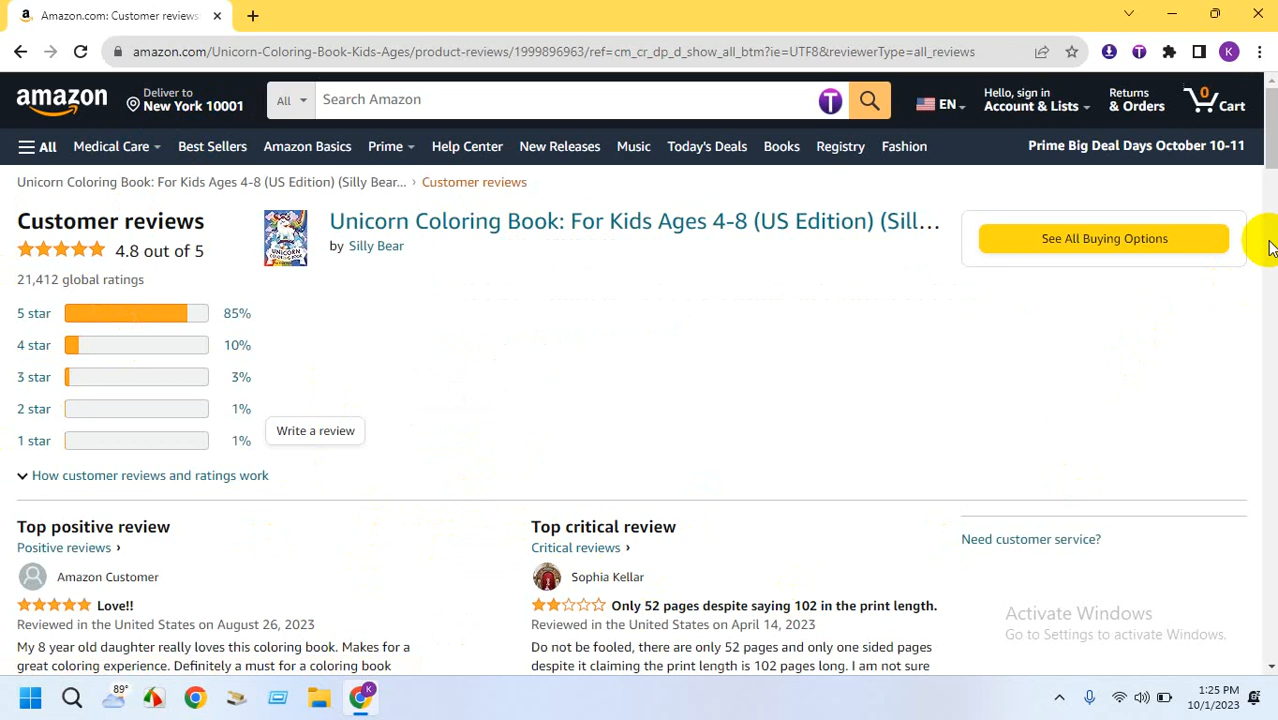 Amazon.com: Customer reviews
amazon.com/Unicorn-Coloring-Book-Kids-Ages/product-reviews/1999896963/ref=cm_cr_dp_d_show_all_btm?ie=UTF8&reviewerType=all_reviews
K
amazon
Deliver to
New York 10001
All
Search Amazon
T
EN
Hello, sign in
Account & Lists
Returns
& Orders
0
Cart
All
Medical Care
Best Sellers
Amazon Basics
Prime
Help Center
New Releases
Music
Today's Deals
Books
Registry
Fashion
Prime Big Deal Days October 10-11
Unicorn Coloring Book: For Kids Ages 4-8 (US Edition) (Silly Bear... › Customer reviews
Customer reviews
4.8 out of 5
21,412 global ratings
5 star 85%
4 star 10%
3 star 3%
2 star 1%
1 star 1%
How customer reviews and ratings work
UNICORN
Unicorn Coloring Book: For Kids Ages 4-8 (US Edition) (Sill...
by Silly Bear
Write a review
See All Buying Options
Top positive review
Positive reviews ›
Amazon Customer
Love!!
Reviewed in the United States on August 26, 2023
My 8 year old daughter really loves this coloring book. Makes for a
great coloring experience. Definitely a must for a coloring book
Top critical review
Critical reviews ›
Sophia Kellar
Only 52 pages despite saying 102 in the print length.
Reviewed in the United States on April 14, 2023
Do not be fooled, there are only 52 pages and only one sided pages
despite it claiming the print length is 102 pages long. I am not sure
Need customer service?
Activate Windows
Go to Settings to activate Windows.
89°
K
1:25 PM
10/1/2023